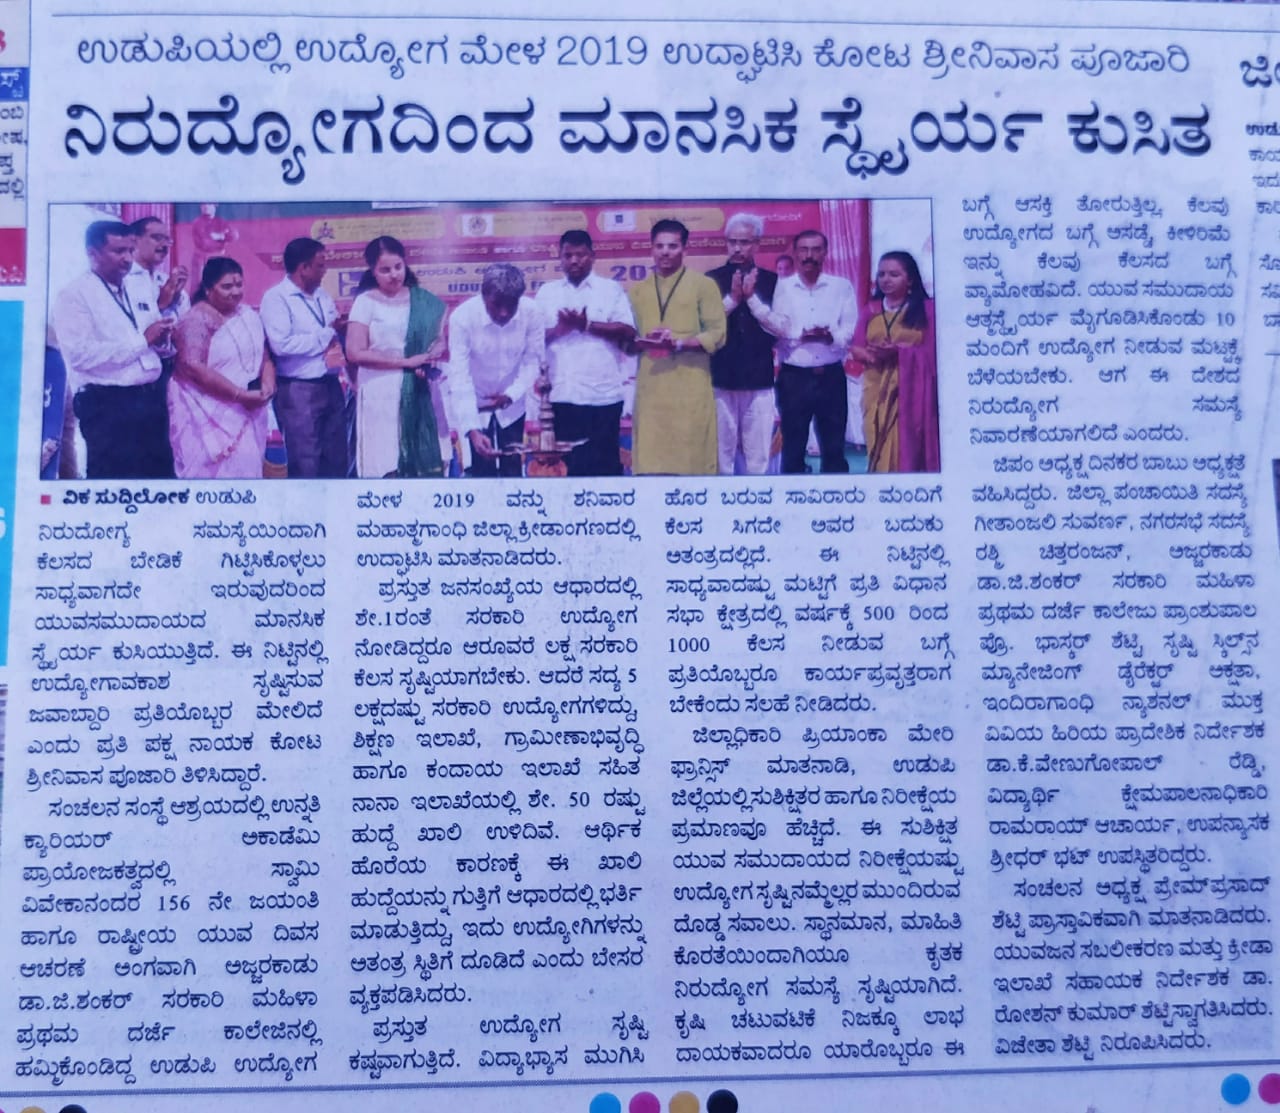 ಉಡುಪಿಯಲ್ಲಿ ಉದ್ಯೋಗ ಮೇಳ 2019 ಉದ್ಘಾಟಿಸಿ ಕೋಟ ಶ್ರೀನಿವಾಸ ಪೂಜಾರಿ
ನಿರುದ್ಯೋಗದಿಂದ ಮಾನಸಿಕ ಸ್ಥೈರ್ಯ ಕುಸಿತ
■ ವಿಕ ಸುದ್ದಿಲೋಕ ಉಡುಪಿ
ನಿರುದೋಗ್ಯ ಸಮಸ್ಯೆಯಿಂದಾಗಿ
ಕೆಲಸದ ಬೇಡಿಕೆ ಗಿಟ್ಟಿಸಿಕೊಳ್ಳಲು
ಸಾಧ್ಯವಾಗದೇ ಇರುವುದರಿಂದ
ಯುವಸಮುದಾಯದ ಮಾನಸಿಕ
ಸ್ಥೈರ್ಯ ಕುಸಿಯುತ್ತಿದೆ. ಈ ನಿಟ್ಟಿನಲ್ಲಿ
ಉದ್ಯೋಗಾವಕಾಶ ಸೃಷ್ಟಿಸುವ
ಜವಾಬ್ದಾರಿ ಪ್ರತಿಯೊಬ್ಬರ ಮೇಲಿದೆ
ಎಂದು ಪ್ರತಿ ಪಕ್ಷ ನಾಯಕ ಕೋಟ
ಶ್ರೀನಿವಾಸ ಪೂಜಾರಿ ತಿಳಿಸಿದ್ದಾರೆ.
ಸಂಚಲನ ಸಂಸ್ಥೆ ಆಶ್ರಯದಲ್ಲಿ ಉನ್ನತಿ
ಕ್ಯಾರಿಯರ್ ಅಕಾಡೆಮಿ
ಪ್ರಾಯೋಜಕತ್ವದಲ್ಲಿ ಸ್ವಾಮಿ
ವಿವೇಕಾನಂದರ 156 ನೇ ಜಯಂತಿ
ಹಾಗೂ ರಾಷ್ಟ್ರೀಯ ಯುವ ದಿವಸ
ಆಚರಣೆ ಅಂಗವಾಗಿ ಅಜ್ಜರಕಾಡು
ಡಾ.ಜಿ.ಶಂಕರ್ ಸರಕಾರಿ ಮಹಿಳಾ
ಪ್ರಥಮ ದರ್ಜೆ ಕಾಲೇಜಿನಲ್ಲಿ
ಹಮ್ಮಿಕೊಂಡಿದ್ದ ಉಡುಪಿ ಉದ್ಯೋಗ
ಮೇಳ 2019 ವನ್ನು ಶನಿವಾರ
ಮಹಾತ್ಮಗಾಂಧಿ ಜಿಲ್ಲಾ ಕ್ರೀಡಾಂಗಣದಲ್ಲಿ
ಉದ್ಘಾಟಿಸಿ ಮಾತನಾಡಿದರು.
ಪ್ರಸ್ತುತ ಜನಸಂಖ್ಯೆಯ ಆಧಾರದಲ್ಲಿ
ಶೇ.1ರಂತೆ ಸರಕಾರಿ ಉದ್ಯೋಗ
ನೋಡಿದ್ದರೂ ಆರೂವರೆ ಲಕ್ಷ ಸರಕಾರಿ
ಕೆಲಸ ಸೃಷ್ಟಿಯಾಗಬೇಕು. ಆದರೆ ಸದ್ಯ 5
ಲಕ್ಷದಷ್ಟು ಸರಕಾರಿ ಉದ್ಯೋಗಗಳಿದ್ದು,
ಶಿಕ್ಷಣ ಇಲಾಖೆ, ಗ್ರಾಮೀಣಾಭಿವೃದ್ಧಿ
ಹಾಗೂ ಕಂದಾಯ ಇಲಾಖೆ ಸಹಿತ
ನಾನಾ ಇಲಾಖೆಯಲ್ಲಿ ಶೇ. 50 ರಷ್ಟು
ಹುದ್ದೆ ಖಾಲಿ ಉಳಿದಿವೆ. ಆರ್ಥಿಕ
ಹೊರೆಯ ಕಾರಣಕ್ಕೆ ಈ ಖಾಲಿ
ಹುದ್ದೆಯನ್ನು ಗುತ್ತಿಗೆ ಆಧಾರದಲ್ಲಿ ಭರ್ತಿ
ಮಾಡುತ್ತಿದ್ದು, ಇದು ಉದ್ಯೋಗಿಗಳನ್ನು
ಅತಂತ್ರ ಸ್ಥಿತಿಗೆ ದೂಡಿದೆ ಎಂದು ಬೇಸರ
ವ್ಯಕ್ತಪಡಿಸಿದರು.
ಪ್ರಸ್ತುತ ಉದ್ಯೋಗ ಸೃಷ್ಟಿ
ಕಷ್ಟವಾಗುತ್ತಿದೆ. ವಿದ್ಯಾಭ್ಯಾಸ ಮುಗಿಸಿ
ಹೊರ ಬರುವ ಸಾವಿರಾರು ಮಂದಿಗೆ
ಕೆಲಸ ಸಿಗದೇ ಅವರ ಬದುಕು
ಅತಂತ್ರದಲ್ಲಿದೆ. ಈ ನಿಟ್ಟಿನಲ್ಲಿ
ಸಾಧ್ಯವಾದಷ್ಟು ಮಟ್ಟಿಗೆ ಪ್ರತಿ ವಿಧಾನ
ಸಭಾ ಕ್ಷೇತ್ರದಲ್ಲಿ ವರ್ಷಕ್ಕೆ 500 ರಿಂದ
1000 ಕೆಲಸ ನೀಡುವ ಬಗ್ಗೆ
ಪ್ರತಿಯೊಬ್ಬರೂ ಕಾರ್ಯಪ್ರವೃತ್ತರಾಗ
ಬೇಕೆಂದು ಸಲಹೆ ನೀಡಿದರು.
ಜಿಲ್ಲಾಧಿಕಾರಿ ಪ್ರಿಯಾಂಕಾ ಮೇರಿ
ಫ್ರಾನ್ಸಿಸ್ ಮಾತನಾಡಿ, ಉಡುಪಿ
ಜಿಲ್ಲೆಯಲ್ಲಿ ಸುಶಿಕ್ಷಿತರ ಹಾಗೂ ನಿರೀಕ್ಷೆಯ
ಪ್ರಮಾಣವೂ ಹೆಚ್ಚಿದೆ. ಈ ಸುಶಿಕ್ಷಿತ
ಯುವ ಸಮುದಾಯದ ನಿರೀಕ್ಷೆಯಷ್ಟು
ಉದ್ಯೋಗ ಸೃಷ್ಟಿ ನಮ್ಮೆಲ್ಲರ ಮುಂದಿರುವ
ದೊಡ್ಡ ಸವಾಲು. ಸ್ಥಾನಮಾನ, ಮಾಹಿತಿ
ಕೊರತೆಯಿಂದಾಗಿಯೂ ಕೃತಕ
ನಿರುದ್ಯೋಗ ಸಮಸ್ಯೆ ಸೃಷ್ಟಿಯಾಗಿದೆ.
ಕೃಷಿ ಚಟುವಟಿಕೆ ನಿಜಕ್ಕೂ ಲಾಭ
ದಾಯಕವಾದರೂ ಯಾರೊಬ್ಬರೂ ಈ
ಬಗ್ಗೆ ಆಸಕ್ತಿ ತೋರುತ್ತಿಲ್ಲ. ಕೆಲವು
ಉದ್ಯೋಗದ ಬಗ್ಗೆ ಅಸಡ್ಡೆ, ಕೀಳರಿಮೆ
ಇನ್ನು ಕೆಲವು ಕೆಲಸದ ಬಗ್ಗೆ
ವ್ಯಾಮೋಹವಿದೆ. ಯುವ ಸಮುದಾಯ
ಆತ್ಮಸ್ಥೈರ್ಯ ಮೈಗೂಡಿಸಿಕೊಂಡು 10
ಮಂದಿಗೆ ಉದ್ಯೋಗ ನೀಡುವ ಮಟ್ಟಕ್ಕೆ
ಬೆಳೆಯಬೇಕು. ಆಗ ಈ ದೇಶದ
ನಿರುದ್ಯೋಗ ಸಮಸ್ಯೆ
ನಿವಾರಣೆಯಾಗಲಿದೆ ಎಂದರು.
ಜಿಪಂ ಅಧ್ಯಕ್ಷ ದಿನಕರ ಬಾಬು ಅಧ್ಯಕ್ಷತೆ
ವಹಿಸಿದ್ದರು. ಜಿಲ್ಲಾ ಪಂಚಾಯಿತಿ ಸದಸ್ಯೆ
ಗೀತಾಂಜಲಿ ಸುವರ್ಣ, ನಗರಸಭೆ ಸದಸ್ಯೆ
ರಶ್ಮಿ ಚಿತ್ತರಂಜನ್, ಅಜ್ಜರಕಾಡು
ಡಾ.ಜಿ.ಶಂಕರ್ ಸರಕಾರಿ ಮಹಿಳಾ
ಪ್ರಥಮ ದರ್ಜೆ ಕಾಲೇಜು ಪ್ರಾಂಶುಪಾಲ
ಪ್ರೊ. ಭಾಸ್ಕರ್ ಶೆಟ್ಟಿ, ಸೃಷ್ಟಿ ಸ್ಕಿಲ್ಸ್‌ನ
ಮ್ಯಾನೇಜಿಂಗ್ ಡೈರೆಕ್ಟರ್ ಅಕ್ಷತಾ,
ಇಂದಿರಾಗಾಂಧಿ ನ್ಯಾಶನಲ್ ಮುಕ್ತ
ವಿವಿಯ ಹಿರಿಯ ಪ್ರಾದೇಶಿಕ ನಿರ್ದೇಶಕ
ಡಾ.ಕೆ.ವೇಣುಗೋಪಾಲ್ ರೆಡ್ಡಿ,
ವಿದ್ಯಾರ್ಥಿ ಕ್ಷೇಮಪಾಲನಾಧಿಕಾರಿ
ರಾಮರಾಯ್ ಆಚಾರ್ಯ, ಉಪನ್ಯಾಸಕ
ಶ್ರೀಧರ್ ಭಟ್ ಉಪಸ್ಥಿತರಿದ್ದರು.
ಸಂಚಲನ ಅಧ್ಯಕ್ಷ ಪ್ರೇಮ್‌ಪ್ರಸಾದ್
ಶೆಟ್ಟಿ ಪ್ರಾಸ್ತಾವಿಕವಾಗಿ ಮಾತನಾಡಿದರು.
ಯುವಜನ ಸಬಲೀಕರಣ ಮತ್ತು ಕ್ರೀಡಾ
ಇಲಾಖೆ ಸಹಾಯಕ ನಿರ್ದೇಶಕ ಡಾ.
ರೋಶನ್ ಕುಮಾರ್ ಶೆಟ್ಟಿ ಸ್ವಾಗತಿಸಿದರು.
ವಿಜೇತಾ ಶೆಟ್ಟಿ ನಿರೂಪಿಸಿದರು.